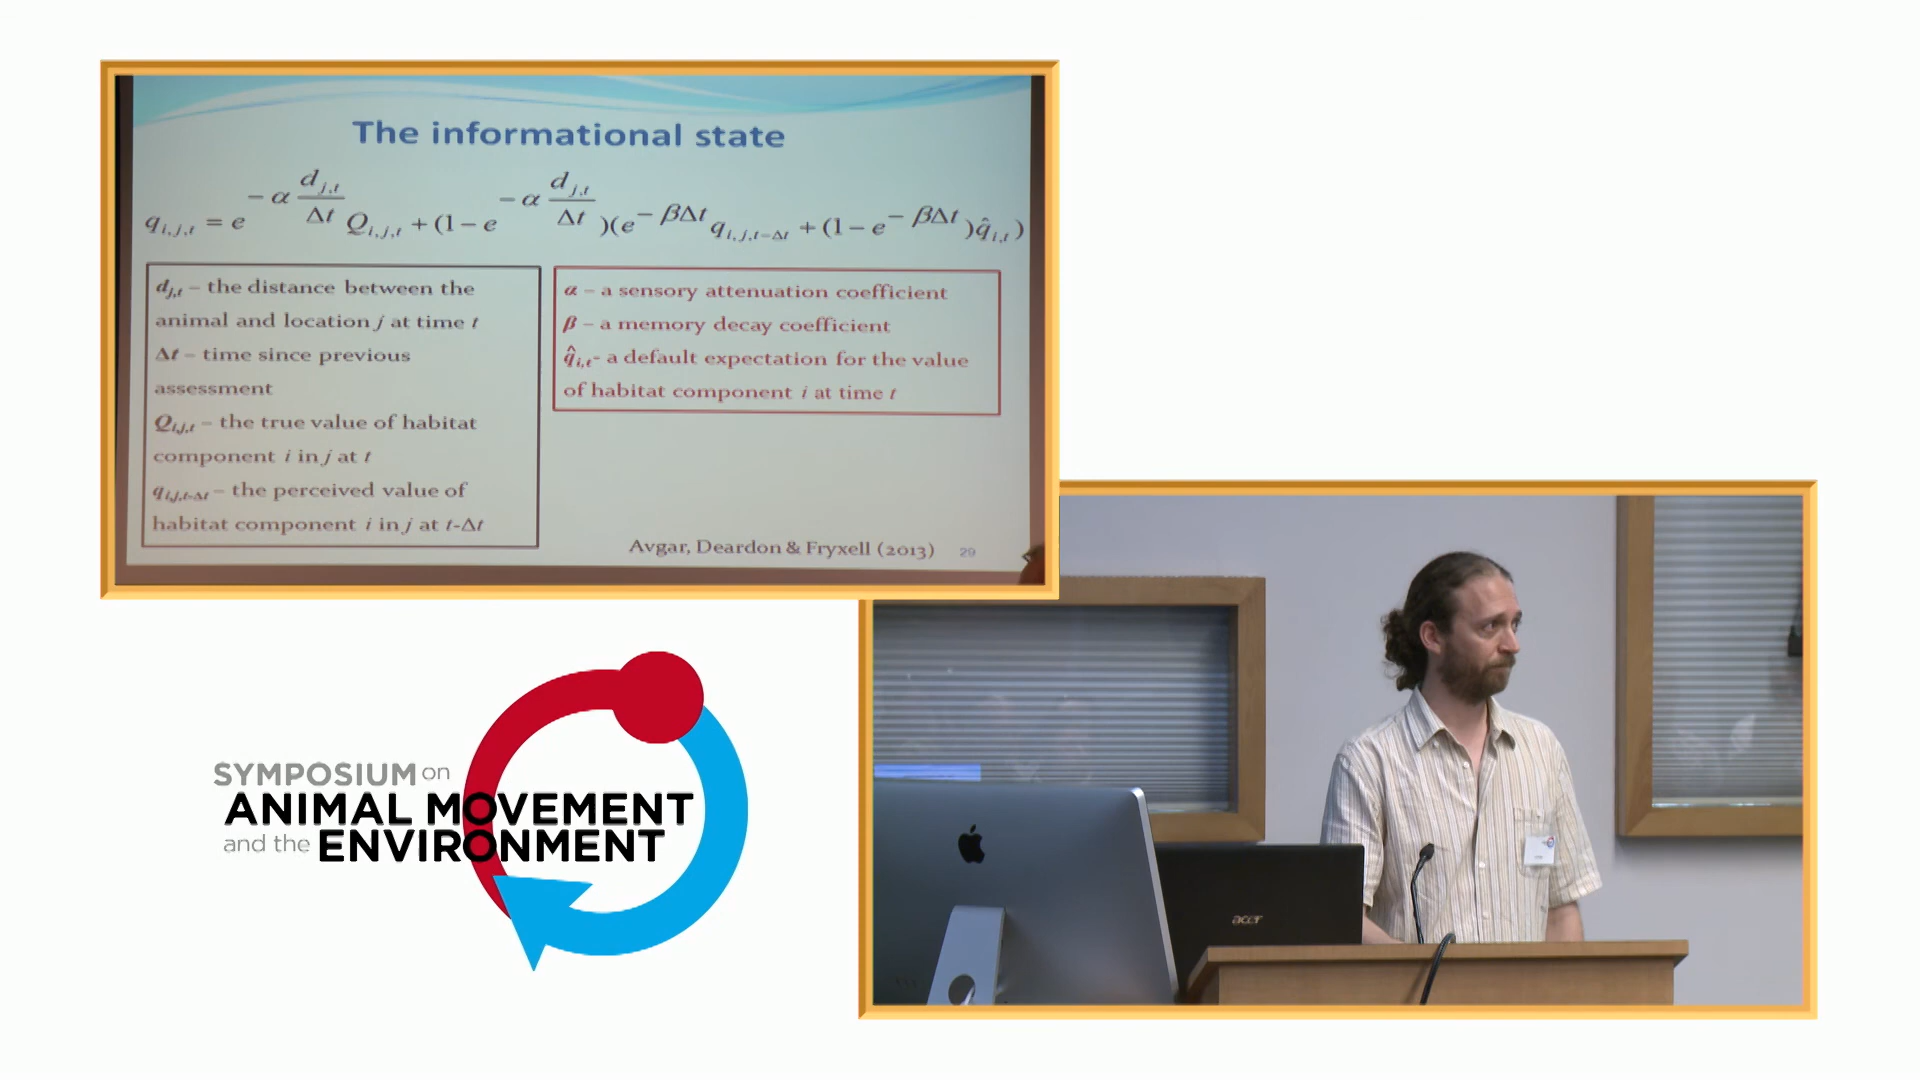 The informational state
q_{i,j,t} = e^{-α d_{j,t}/Δt} Q_{i,j,t} + (1 – e^{-α d_{j,t}/Δt})(e^{-βΔt} q_{i,j,t-Δt} + (1 – e^{-βΔt}) q̂_{i,t})
d_{j,t} – the distance between the
animal and location j at time t
Δt – time since previous
assessment
Q_{i,j,t} – the true value of habitat
component i in j at t
q_{i,j,t-Δt} – the perceived value of
habitat component i in j at t-Δt
α – a sensory attenuation coefficient
β – a memory decay coefficient
q̂_{i,t}- a default expectation for the value
of habitat component i at time t
Avgar, Deardon & Fryxell (2013) 29
SYMPOSIUM on
ANIMAL MOVEMENT
and the ENVIRONMENT
acer